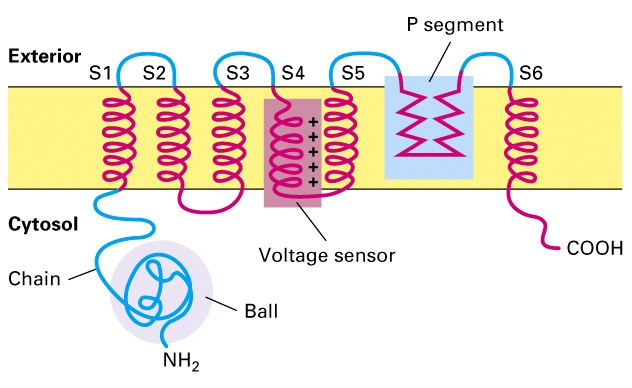 P segment
Exterior
S1
S2
S3
S4
S5
S6
+
+
+
+
+
Cytosol
Voltage sensor
COOH
Chain
Ball
NH₂